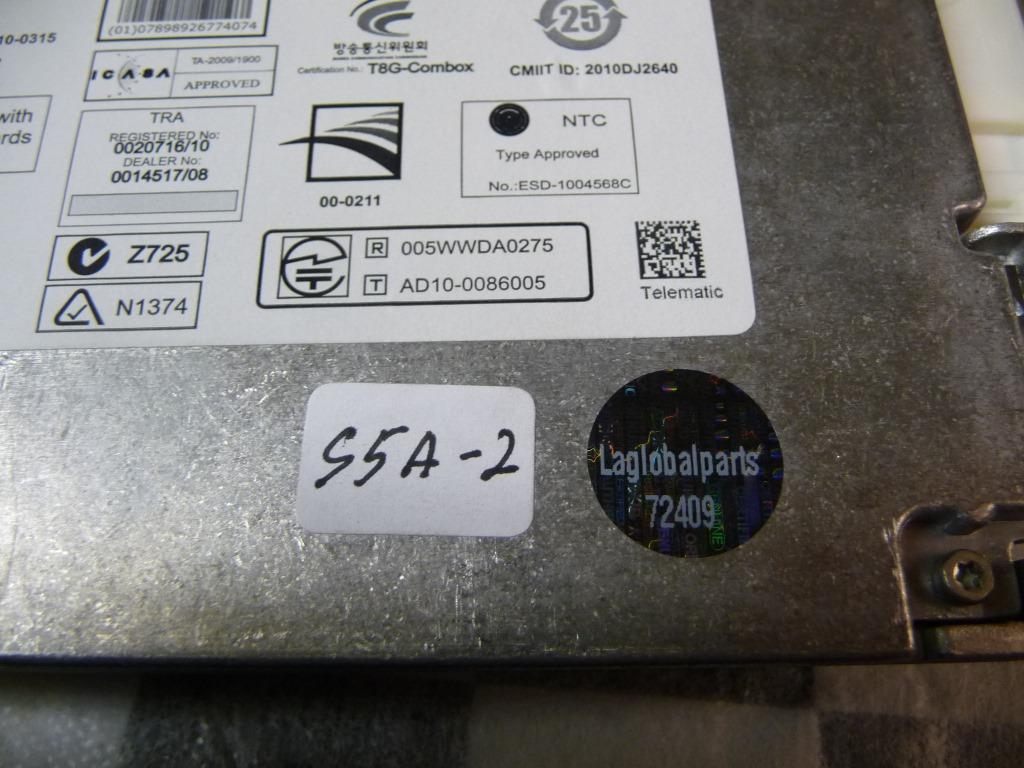 (01)07898926774074
10-0315
방송통신위원회
Certification No.: T8G-Combox
25
CMIIT ID: 2010DJ2640
ICASA
TA-2009/1900
APPROVED
with
rds
TRA
REGISTERED No:
0020716/10
DEALER No:
0014517/08
00-0211
NTC
Type Approved
No.:ESD-1004568C
Z725
N1374
R 005WWDA0275
T AD10-0086005
Telematic
S5A-2
Laglobalparts
72409